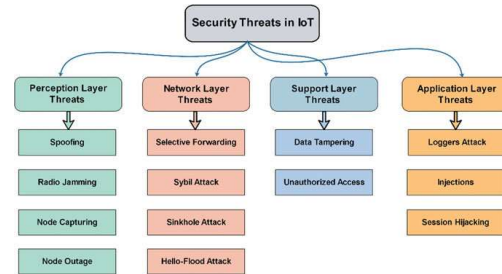 Security Threats in IoT
Perception Layer
Threats
Spoofing
Radio Jamming
Node Capturing
Node Outage
Network Layer
Threats
Selective Forwarding
Sybil Attack
Sinkhole Attack
Hello-Flood Attack
Support Layer
Threats
Data Tampering
Unauthorized Access
Application Layer
Threats
Loggers Attack
Injections
Session Hijacking